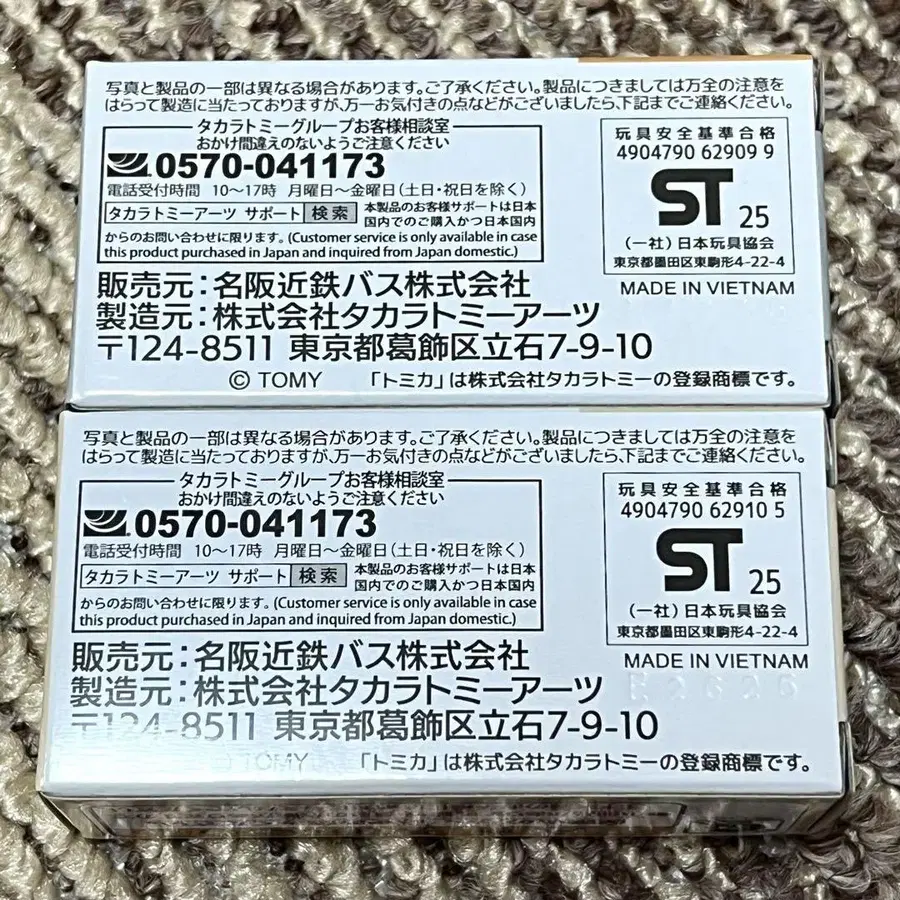 写真と製品の一部は異なる場合があります。ご了承ください。製品につきましては万全の注意を
はらって製造に当たっておりますが、万一お気付きの点などがございましたら、下記までご連絡ください。
タカラトミーグループお客様相談室
おかけ間違えのないようご注意ください
0570-041173
電話受付時間 10〜17時 月曜日〜金曜日（土日・祝日を除く）
タカラトミーアーツ サポート 検索 本製品のお客様サポートは日本
国内でのご購入かつ日本国内
からのお問い合わせに限ります。(Customer service is only available in case
this product purchased in Japan and inquired from Japan domestic.)
玩具安全基準合格
4904790 62909 9
ST 25
（一社）日本玩具協会
東京都墨田区東駒形4-22-4
MADE IN VIETNAM
販売元：名阪近鉄バス株式会社
製造元：株式会社タカラトミーアーツ
〒124-8511 東京都葛飾区立石7-9-10
© TOMY 「トミカ」は株式会社タカラトミーの登録商標です。
写真と製品の一部は異なる場合があります。ご了承ください。製品につきましては万全の注意を
はらって製造に当たっておりますが、万一お気付きの点などがございましたら、下記までご連絡ください。
タカラトミーグループお客様相談室
おかけ間違えのないようご注意ください
0570-041173
電話受付時間 10〜17時 月曜日〜金曜日（土日・祝日を除く）
タカラトミーアーツ サポート 検索 本製品のお客様サポートは日本
国内でのご購入かつ日本国内
からのお問い合わせに限ります。(Customer service is only available in case
this product purchased in Japan and inquired from Japan domestic.)
玩具安全基準合格
4904790 62910 5
ST 25
（一社）日本玩具協会
東京都墨田区東駒形4-22-4
MADE IN VIETNAM
販売元：名阪近鉄バス株式会社
製造元：株式会社タカラトミーアーツ
〒124-8511 東京都葛飾区立石7-9-10
© TOMY 「トミカ」は株式会社タカラトミーの登録商標です。